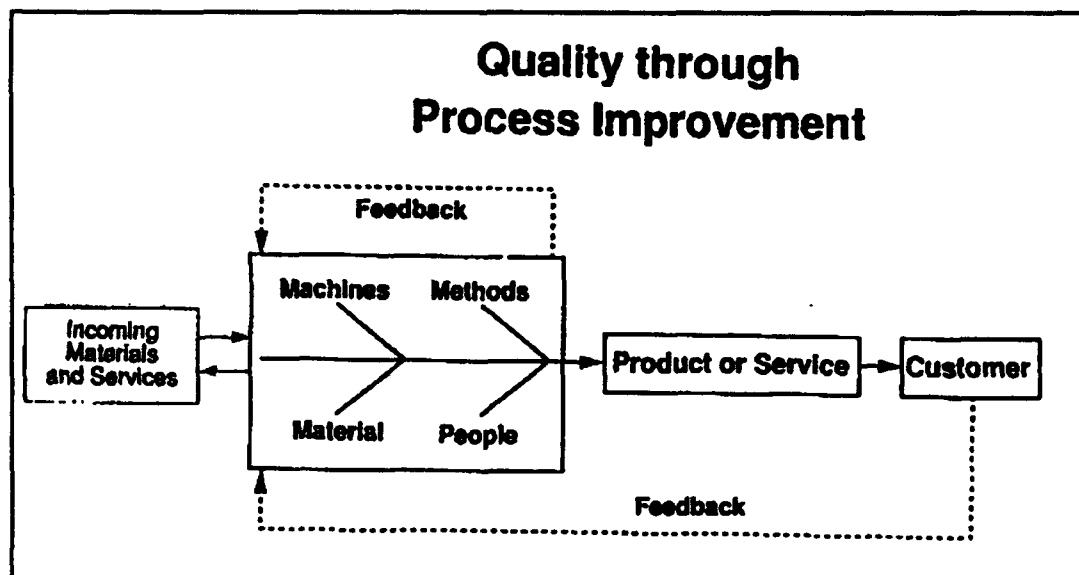 Quality through
Process Improvement
Feedback
Machines Methods
Incoming
Materials
and Services
Product or Service
Customer
Material People
Feedback